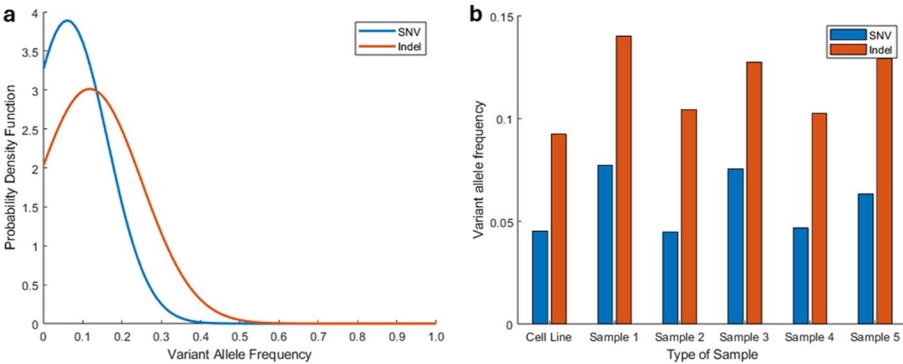 a
4
3.5
3
2.5
2
1.5
1
0.5
0
Probability Density Function
SNV
Indel
0 0.1 0.2 0.3 0.4 0.5 0.6 0.7 0.8 0.9 1.0
Variant Allele Frequency
b
0.15
0.1
0.05
0
Variant allele frequency
SNV
Indel
Cell Line Sample 1 Sample 2 Sample 3 Sample 4 Sample 5
Type of Sample